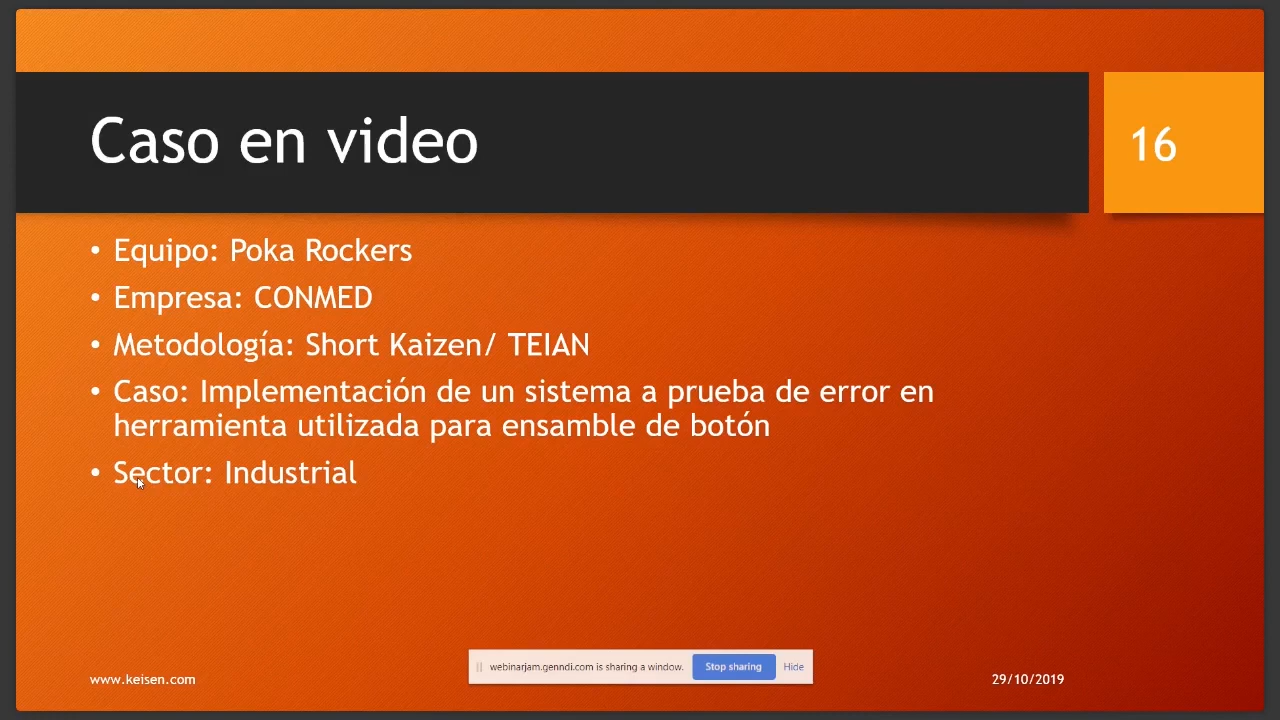 Caso en video
16
• Equipo: Poka Rockers
• Empresa: CONMED
• Metodología: Short Kaizen/ TEIAN
• Caso: Implementación de un sistema a prueba de error en
herramienta utilizada para ensamble de botón
• Sector: Industrial
webinarjam.genndi.com is sharing a window. Stop sharing Hide
www.keisen.com
29/10/2019